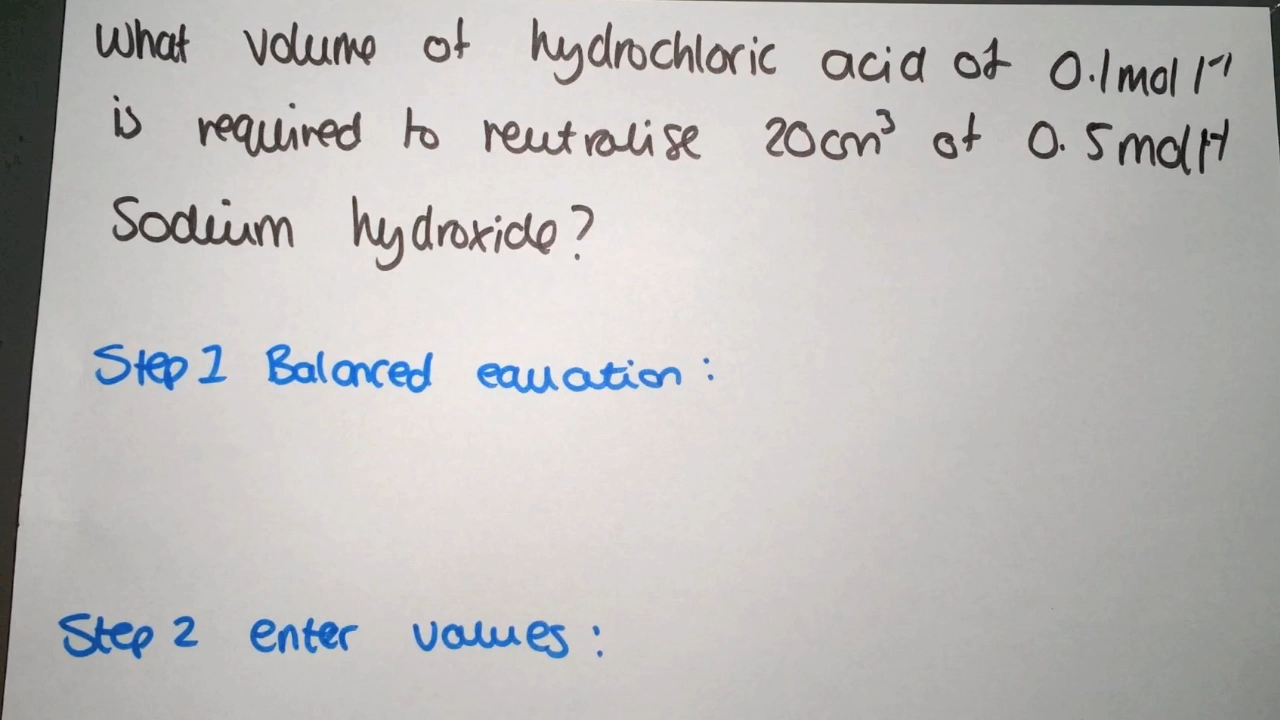 What volume of hydrochloric acid of 0.1mol l⁻¹
is required to neutralise 20cm³ of 0.5mol l⁻¹
Sodium hydroxide?
Step 1 Balanced equation:
Step 2 enter values: